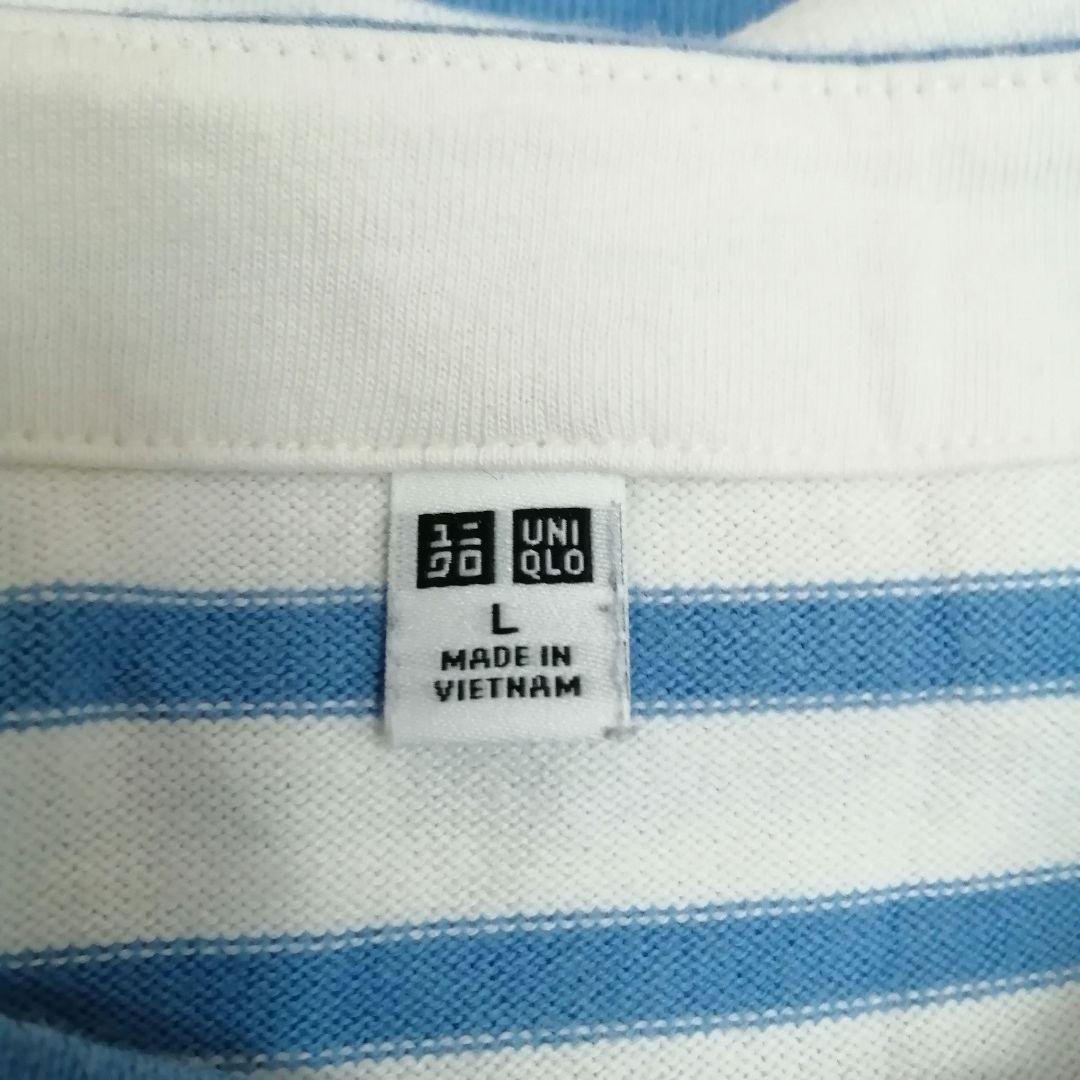 ユニ UNI
クロ QLO
L
MADE IN
VIETNAM